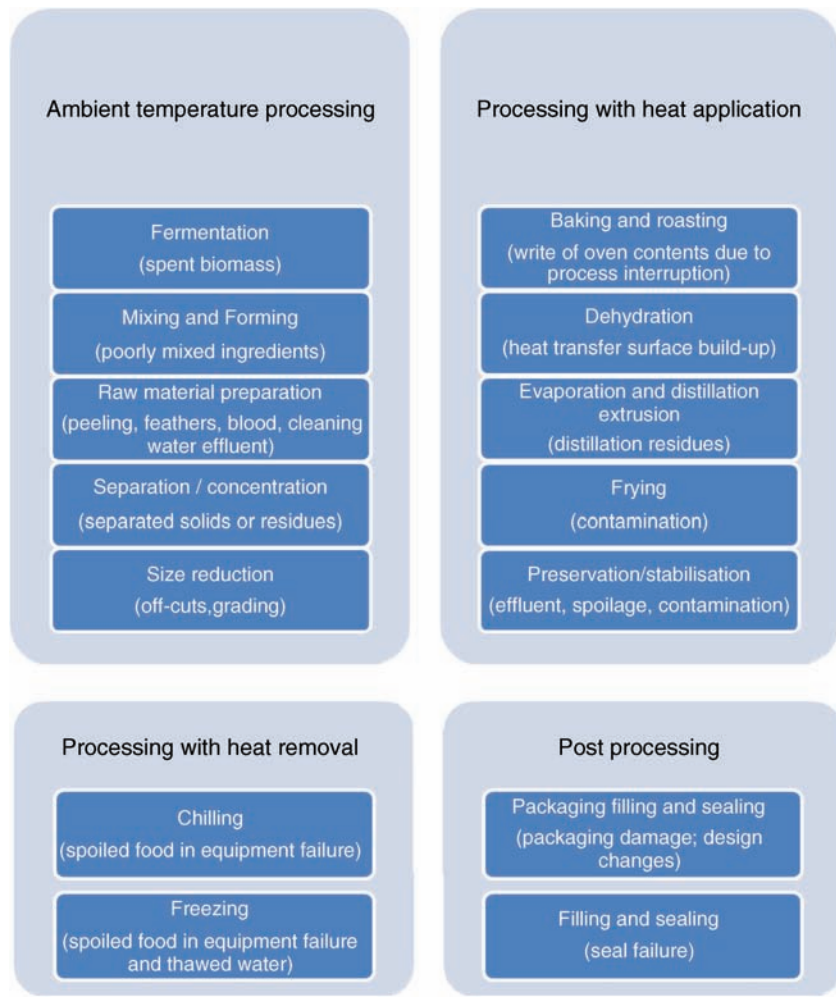 Ambient temperature processing
Fermentation
(spent biomass)
Mixing and Forming
(poorly mixed ingredients)
Raw material preparation
(peeling, feathers, blood, cleaning
water effluent)
Separation / concentration
(separated solids or residues)
Size reduction
(off-cuts,grading)
Processing with heat application
Baking and roasting
(write of oven contents due to
process interruption)
Dehydration
(heat transfer surface build-up)
Evaporation and distillation
extrusion
(distillation residues)
Frying
(contamination)
Preservation/stabilisation
(effluent, spoilage, contamination)
Processing with heat removal
Chilling
(spoiled food in equipment failure)
Freezing
(spoiled food in equipment failure
and thawed water)
Post processing
Packaging filling and sealing
(packaging damage; design
changes)
Filling and sealing
(seal failure)